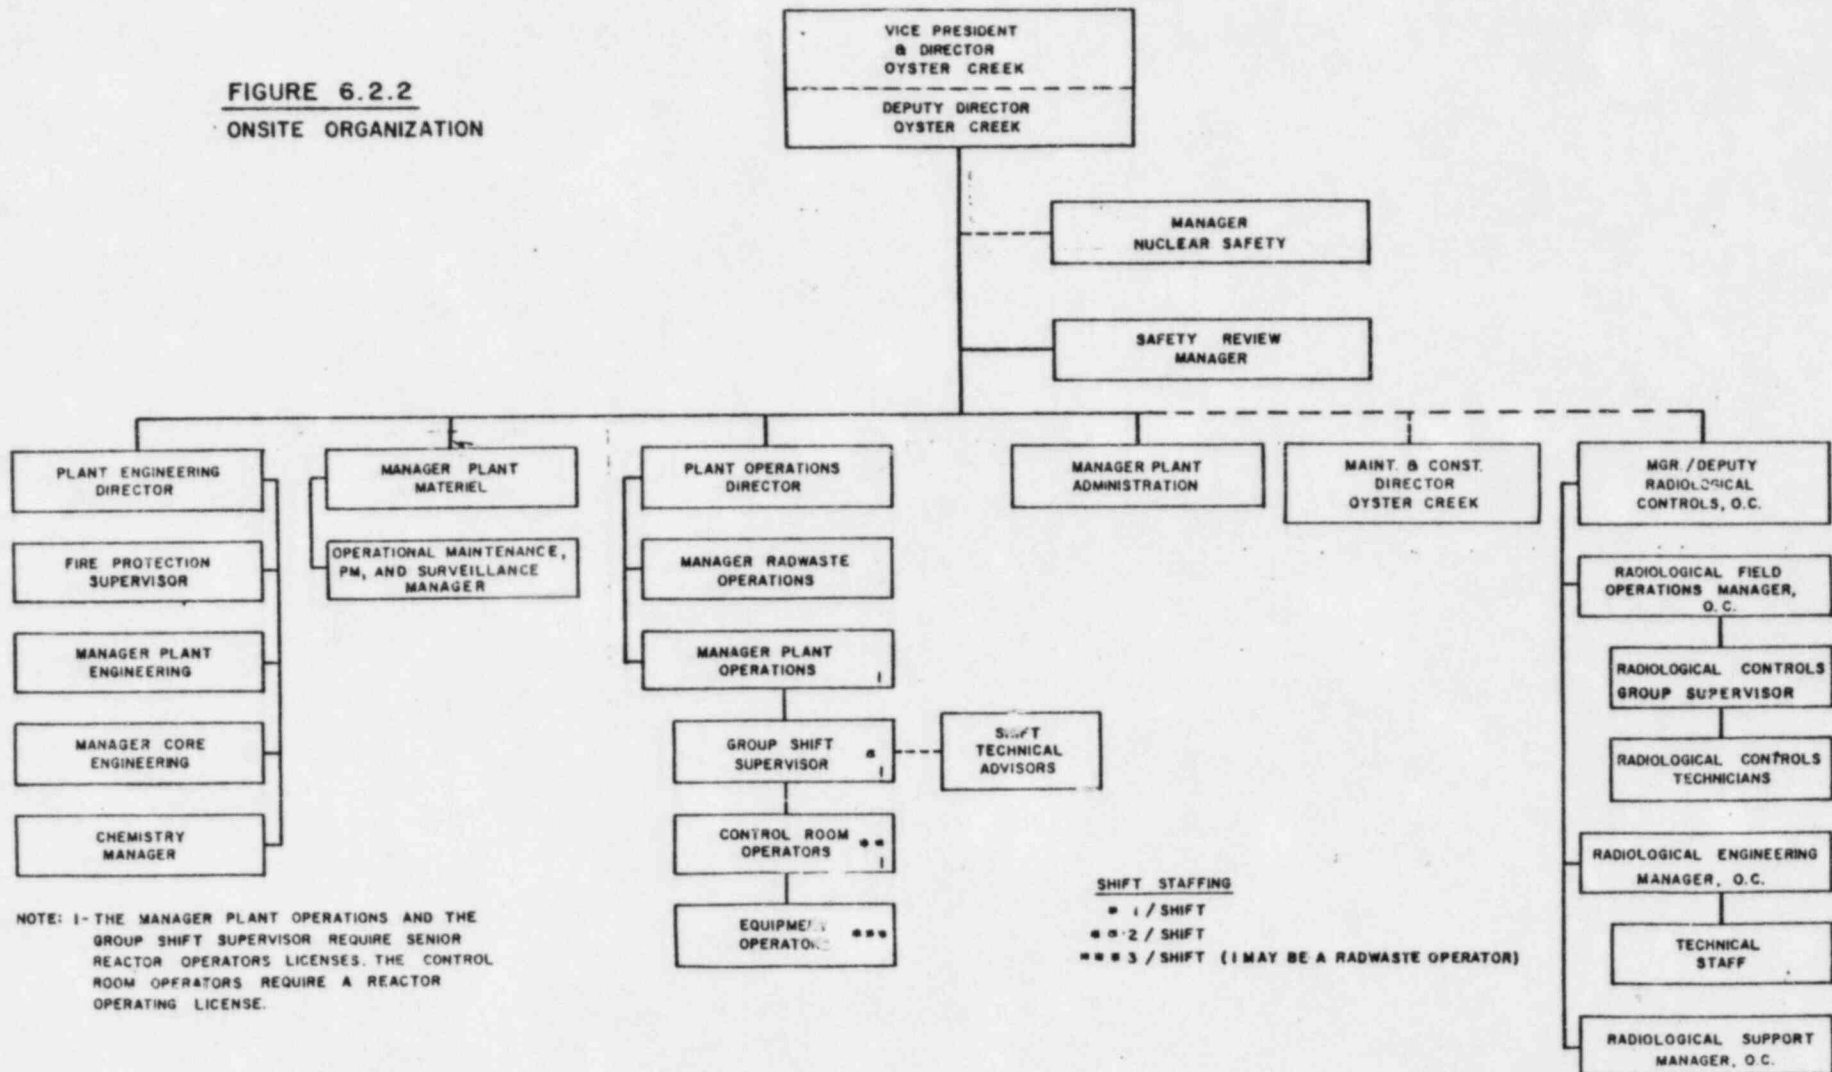 FIGURE 6.2.2
ONSITE ORGANIZATION
VICE PRESIDENT
& DIRECTOR
OYSTER CREEK
DEPUTY DIRECTOR
OYSTER CREEK
MANAGER
NUCLEAR SAFETY
SAFETY REVIEW
MANAGER
PLANT ENGINEERING
DIRECTOR
FIRE PROTECTION
SUPERVISOR
MANAGER PLANT
ENGINEERING
MANAGER CORE
ENGINEERING
CHEMISTRY
MANAGER
MANAGER PLANT
MATERIEL
OPERATIONAL MAINTENANCE,
PM, AND SURVEILLANCE
MANAGER
PLANT OPERATIONS
DIRECTOR
MANAGER RADWASTE
OPERATIONS
MANAGER PLANT
OPERATIONS
1
GROUP SHIFT
SUPERVISOR *
1
SHIFT
TECHNICAL
ADVISORS
CONTROL ROOM
OPERATORS **
1
EQUIPMENT
OPERATORS ***
MANAGER PLANT
ADMINISTRATION
MAINT. & CONST.
DIRECTOR
OYSTER CREEK
MGR./DEPUTY
RADIOLOGICAL
CONTROLS, O.C.
RADIOLOGICAL FIELD
OPERATIONS MANAGER,
O.C.
RADIOLOGICAL CONTROLS
GROUP SUPERVISOR
RADIOLOGICAL CONTROLS
TECHNICIANS
RADIOLOGICAL ENGINEERING
MANAGER, O.C.
TECHNICAL
STAFF
RADIOLOGICAL SUPPORT
MANAGER, O.C.
NOTE: 1- THE MANAGER PLANT OPERATIONS AND THE
GROUP SHIFT SUPERVISOR REQUIRE SENIOR
REACTOR OPERATORS LICENSES. THE CONTROL
ROOM OPERATORS REQUIRE A REACTOR
OPERATING LICENSE.
SHIFT STAFFING
* 1 / SHIFT
** 2 / SHIFT
*** 3 / SHIFT (1 MAY BE A RADWASTE OPERATOR)